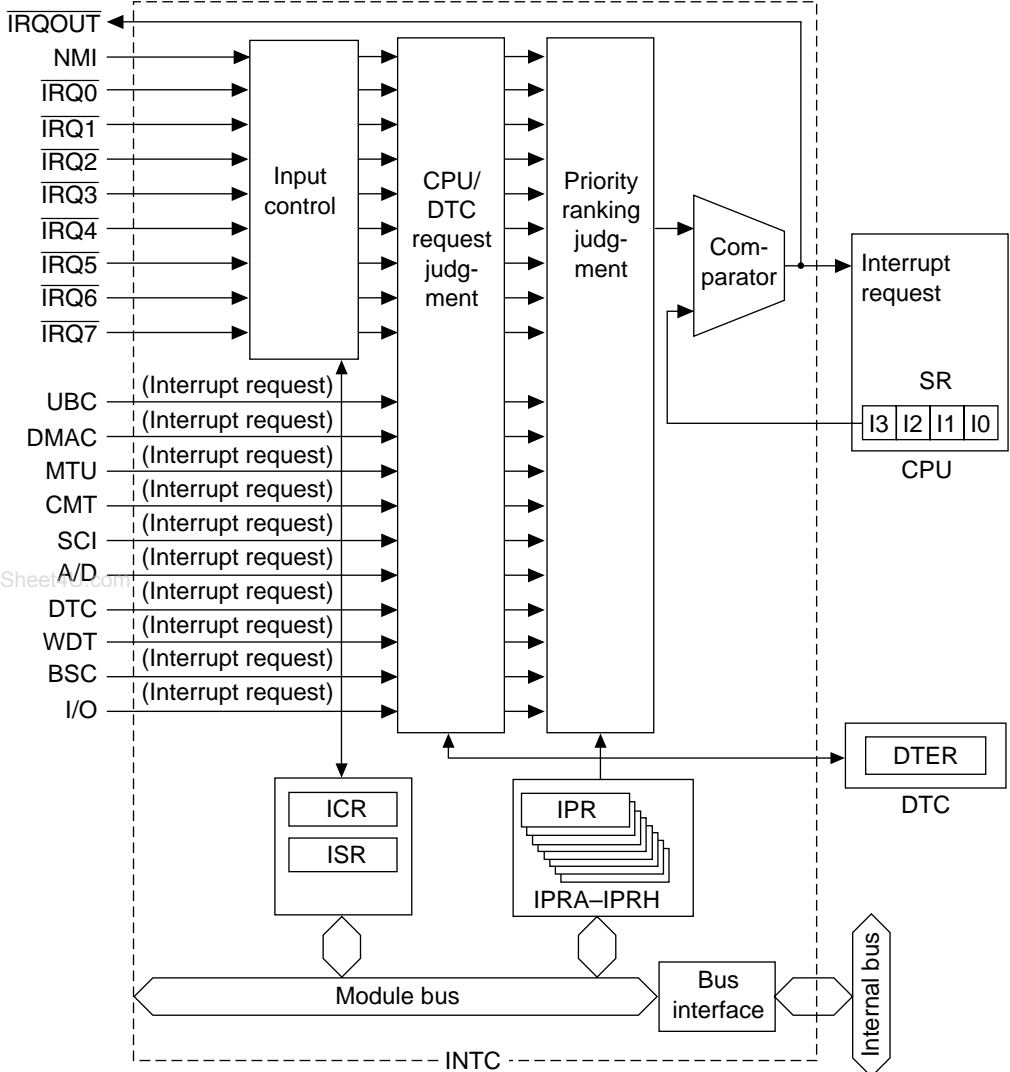 IRQOUT
NMI
IRQ0
IRQ1
IRQ2
IRQ3
IRQ4
IRQ5
IRQ6
IRQ7
Input
control
CPU/
DTC
request
judg-
ment
Priority
ranking
judg-
ment
Com-
parator
Interrupt
request
SR
I3 I2 I1 I0
CPU
UBC (Interrupt request)
DMAC (Interrupt request)
MTU (Interrupt request)
CMT (Interrupt request)
SCI (Interrupt request)
A/D (Interrupt request)
DTC (Interrupt request)
WDT (Interrupt request)
BSC (Interrupt request)
I/O (Interrupt request)
Sheet4U.com
DTER
DTC
ICR
ISR
IPR
IPRA–IPRH
Module bus
Bus
interface
Internal bus
INTC